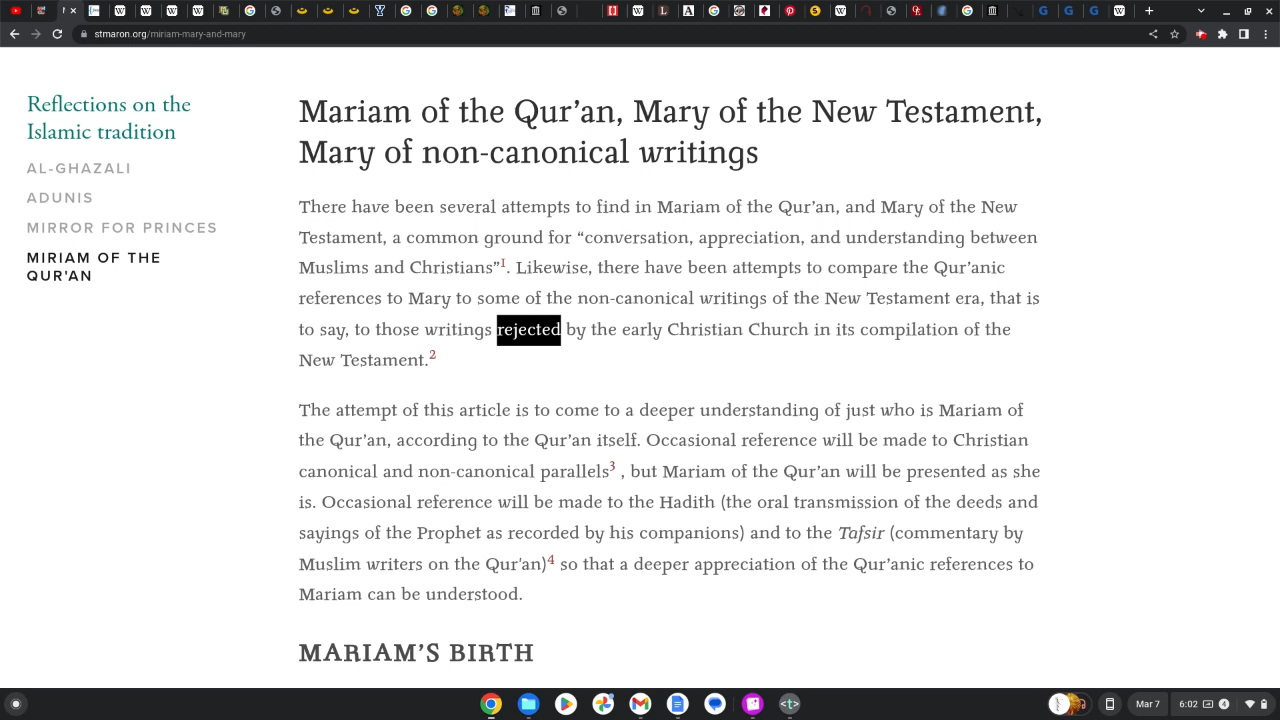 stmaron.org/miriam-mary-and-mary
Reflections on the
Islamic tradition
AL-GHAZALI
ADUNIS
MIRROR FOR PRINCES
MIRIAM OF THE
QUR'AN
Mariam of the Qur’an, Mary of the New Testament,
Mary of non-canonical writings
There have been several attempts to find in Mariam of the Qur’an, and Mary of the New
Testament, a common ground for “conversation, appreciation, and understanding between
Muslims and Christians”1. Likewise, there have been attempts to compare the Qur’anic
references to Mary to some of the non-canonical writings of the New Testament era, that is
to say, to those writings rejected by the early Christian Church in its compilation of the
New Testament.2
The attempt of this article is to come to a deeper understanding of just who is Mariam of
the Qur’an, according to the Qur’an itself. Occasional reference will be made to Christian
canonical and non-canonical parallels3 , but Mariam of the Qur’an will be presented as she
is. Occasional reference will be made to the Hadith (the oral transmission of the deeds and
sayings of the Prophet as recorded by his companions) and to the Tafsir (commentary by
Muslim writers on the Qur'an)4 so that a deeper appreciation of the Qur’anic references to
Mariam can be understood.
MARIAM’S BIRTH
Mar 7
6:02